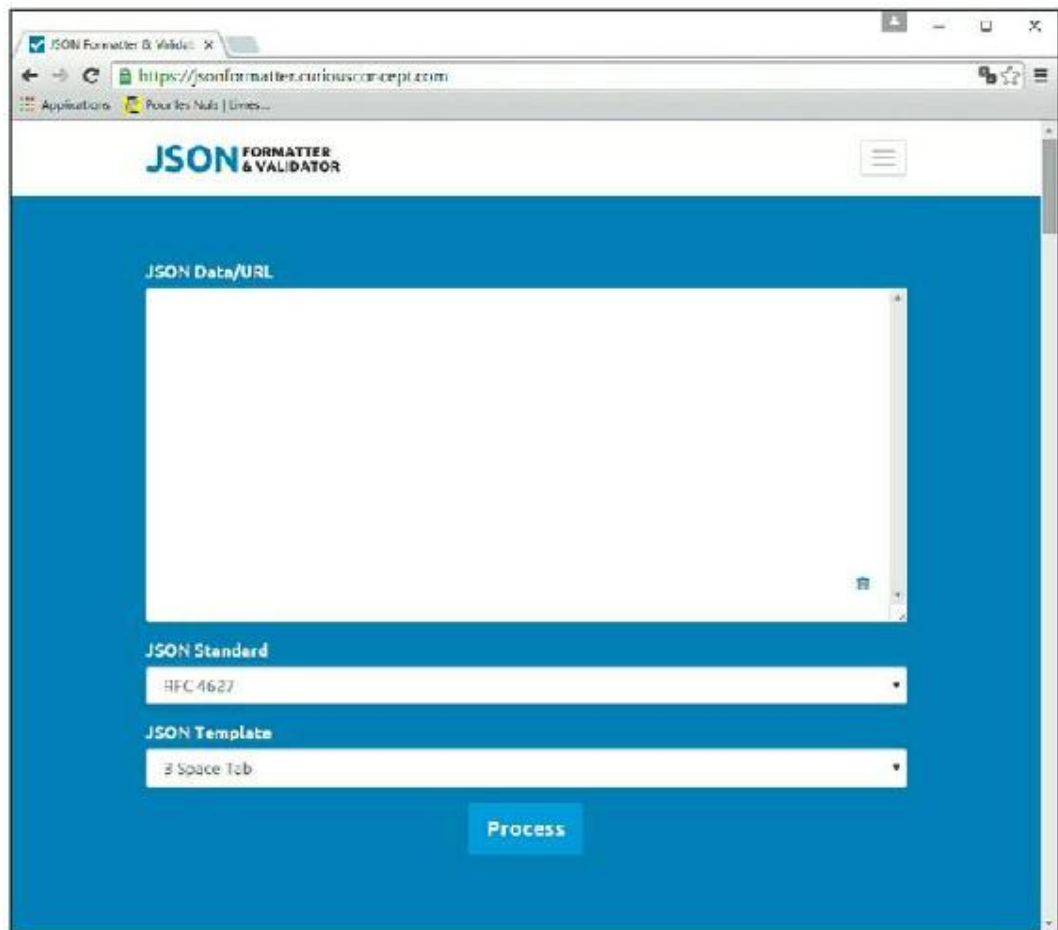 JSON Formatter & Validat
https://jsonformatter.curiousconcept.com
Applications Pour les Nuls | Livres...
JSON FORMATTER
& VALIDATOR
JSON Data/URL
JSON Standard
RFC 4627
JSON Template
3 Space Tab
Process